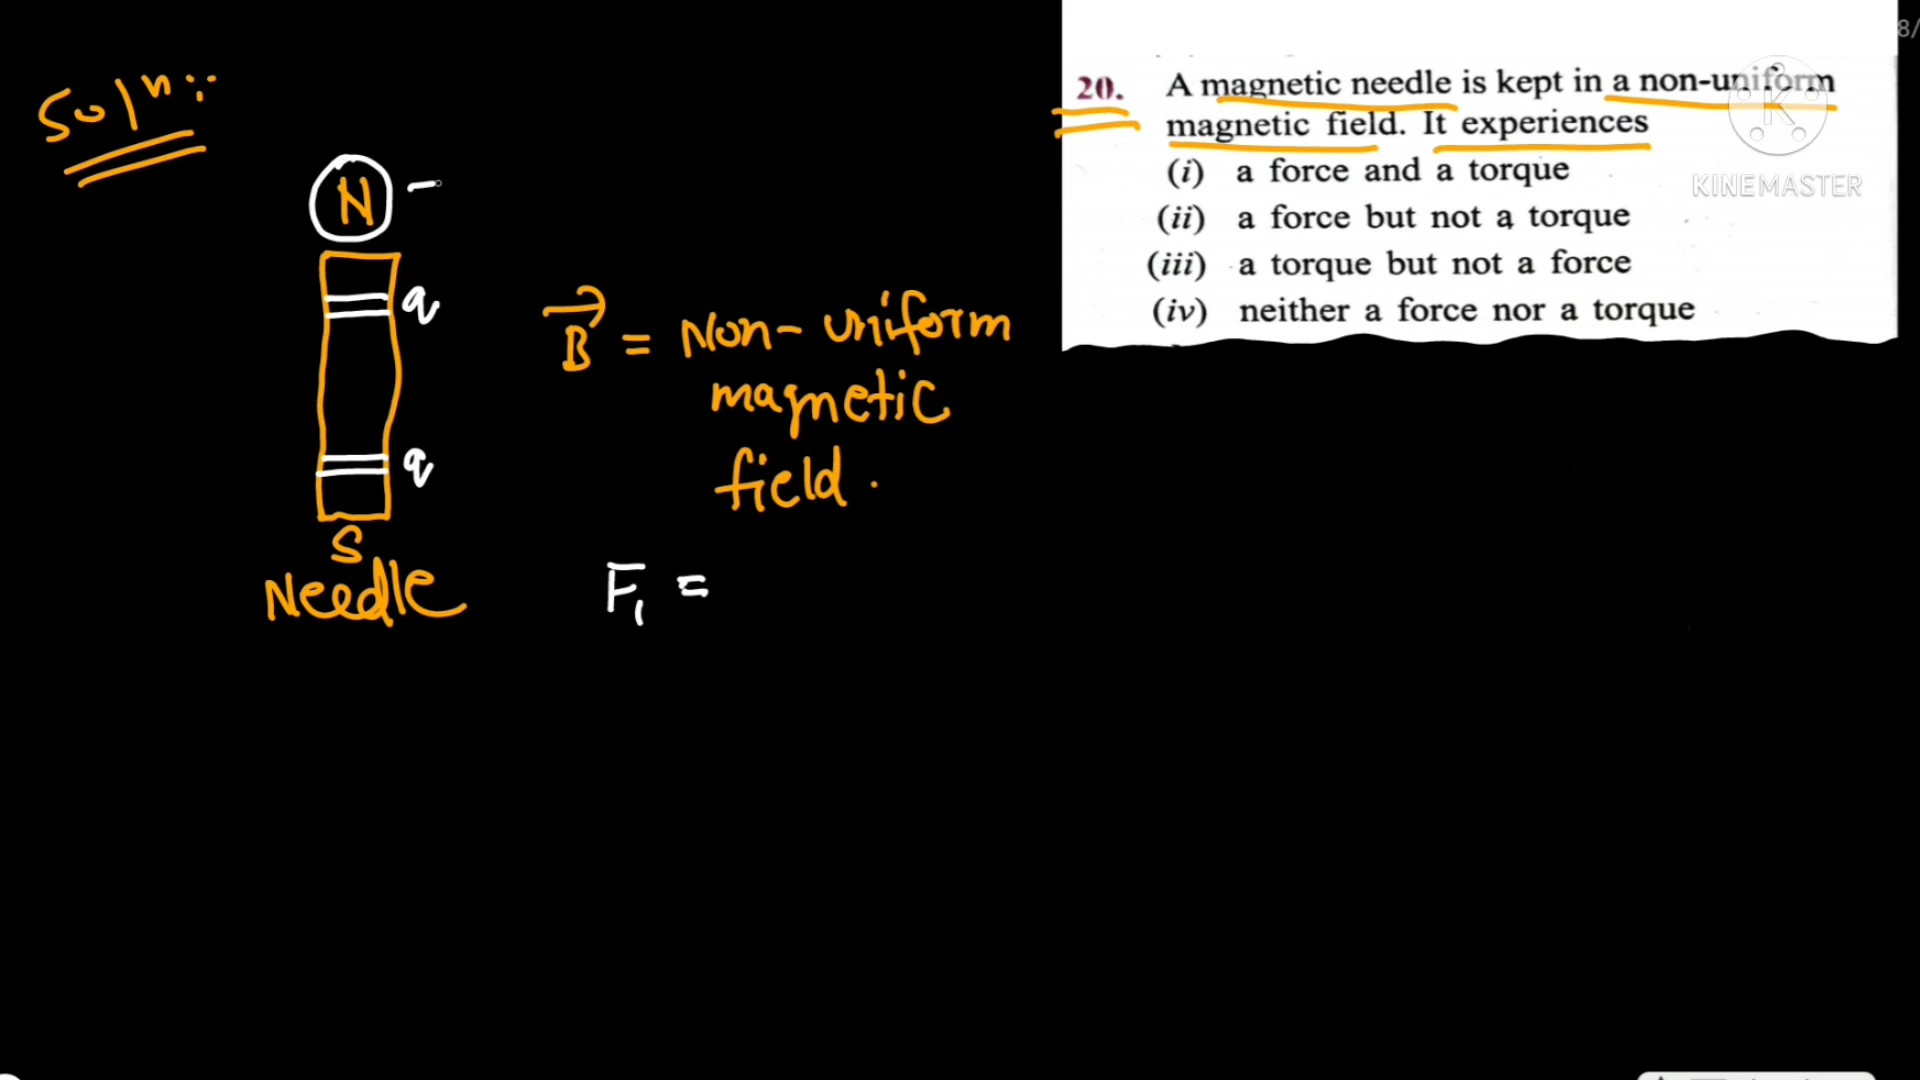 Solⁿ:
N
q
q
S
Needle
B = Non-uniform
magnetic
field.
F₁ =
20. A magnetic needle is kept in a non-uniform
magnetic field. It experiences
(i) a force and a torque
(ii) a force but not a torque
(iii) a torque but not a force
(iv) neither a force nor a torque
KINEMASTER
8/